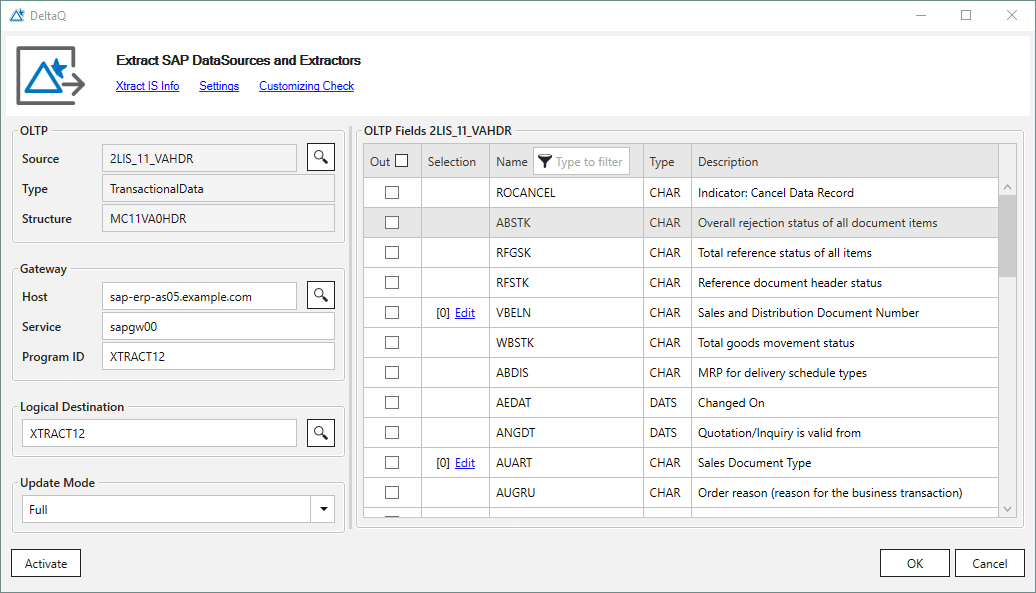 DeltaQ
Extract SAP DataSources and Extractors
Xtract IS Info Settings Customizing Check
OLTP
Source 2LIS_11_VAHDR
Type TransactionalData
Structure MC11VA0HDR
Gateway
Host sap-erp-as05.example.com
Service sapgw00
Program ID XTRACT12
Logical Destination
XTRACT12
Update Mode
Full
OLTP Fields 2LIS_11_VAHDR
Out Selection Name Type to filter Type Description
ROCANCEL CHAR Indicator: Cancel Data Record
ABSTK CHAR Overall rejection status of all document items
RFGSK CHAR Total reference status of all items
RFSTK CHAR Reference document header status
[0] Edit VBELN CHAR Sales and Distribution Document Number
WBSTK CHAR Total goods movement status
ABDIS CHAR MRP for delivery schedule types
AEDAT DATS Changed On
ANGDT DATS Quotation/Inquiry is valid from
[0] Edit AUART CHAR Sales Document Type
AUGRU CHAR Order reason (reason for the business transaction)
Activate OK Cancel